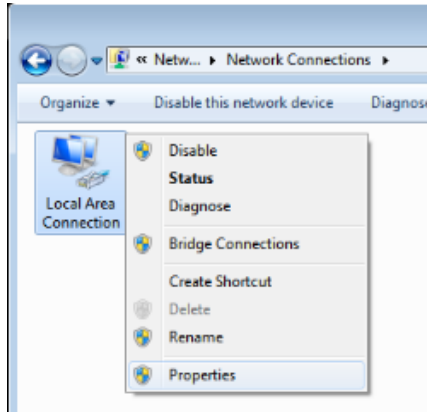 « Netw... ▸ Network Connections ▸
Organize ▾ Disable this network device Diagnose
Local Area
Connection
Disable
Status
Diagnose
Bridge Connections
Create Shortcut
Delete
Rename
Properties